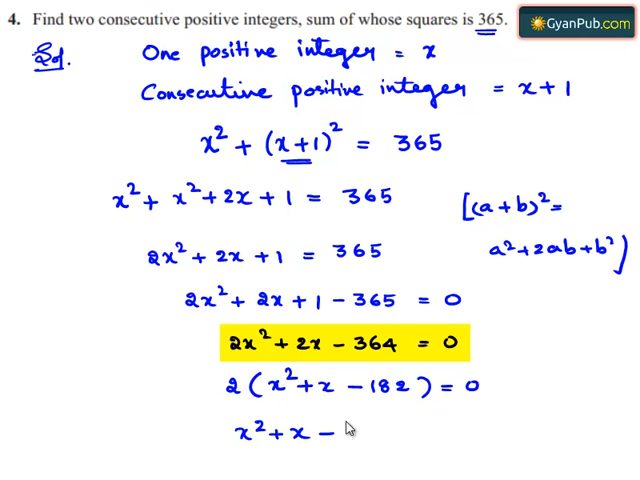 4. Find two consecutive positive integers, sum of whose squares is 365.
GyanPub.com
Sol. One positive integer = x
Consecutive positive integer = x + 1
x² + (x+1)² = 365
x² + x² + 2x + 1 = 365
[(a+b)² =
a² + 2ab + b²]
2x² + 2x + 1 = 365
2x² + 2x + 1 - 365 = 0
2x² + 2x - 364 = 0
2(x² + x - 182) = 0
x² + x -